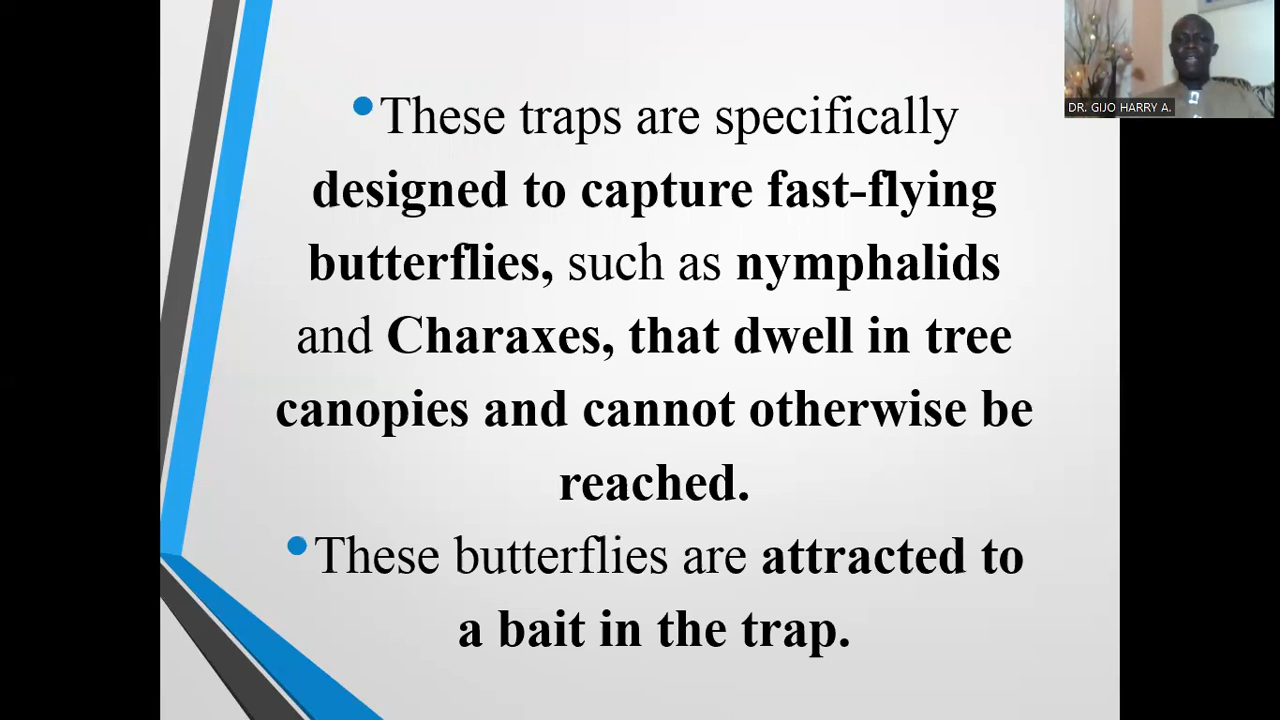 •These traps are specifically
designed to capture fast-flying
butterflies, such as nymphalids
and Charaxes, that dwell in tree
canopies and cannot otherwise be
reached.
•These butterflies are attracted to
a bait in the trap.
DR. GIJO HARRY A.